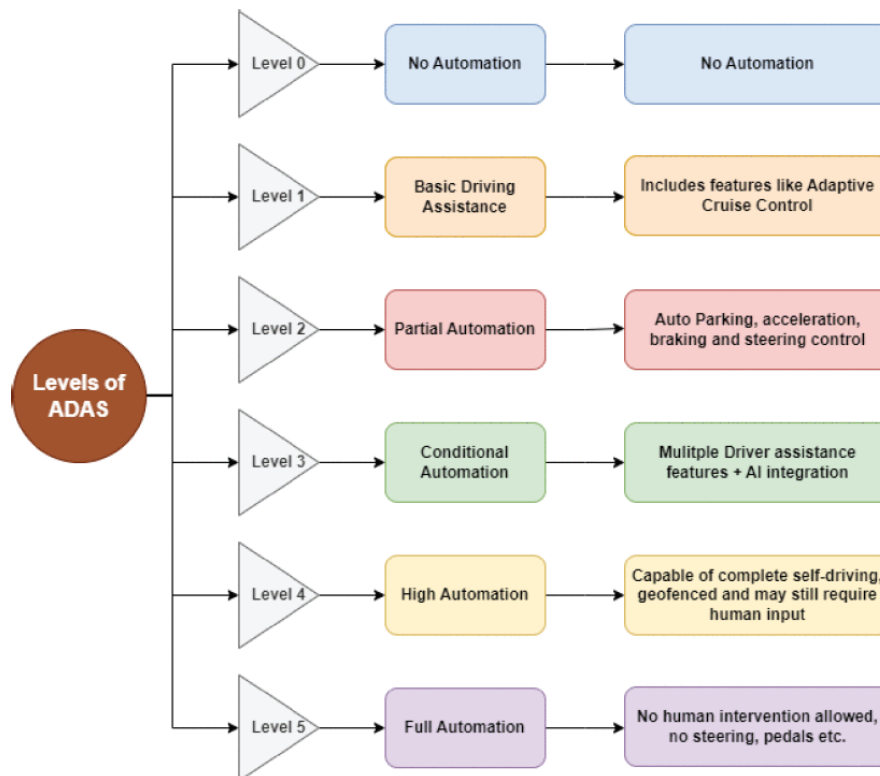 Level 0
No Automation
No Automation
Level 1
Basic Driving
Assistance
Includes features like Adaptive
Cruise Control
Level 2
Partial Automation
Auto Parking, acceleration,
braking and steering control
Levels of
ADAS
Level 3
Conditional
Automation
Mulitple Driver assistance
features + AI integration
Level 4
High Automation
Capable of complete self-driving,
geofenced and may still require
human input
Level 5
Full Automation
No human intervention allowed,
no steering, pedals etc.